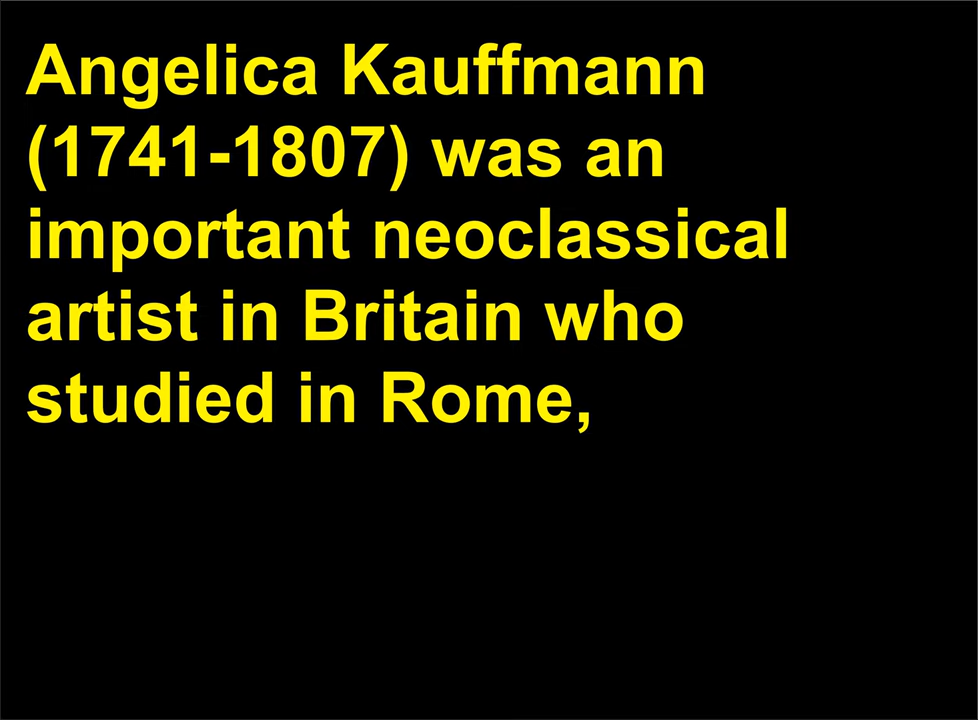 Angelica Kauffmann
(1741-1807) was an
important neoclassical
artist in Britain who
studied in Rome,